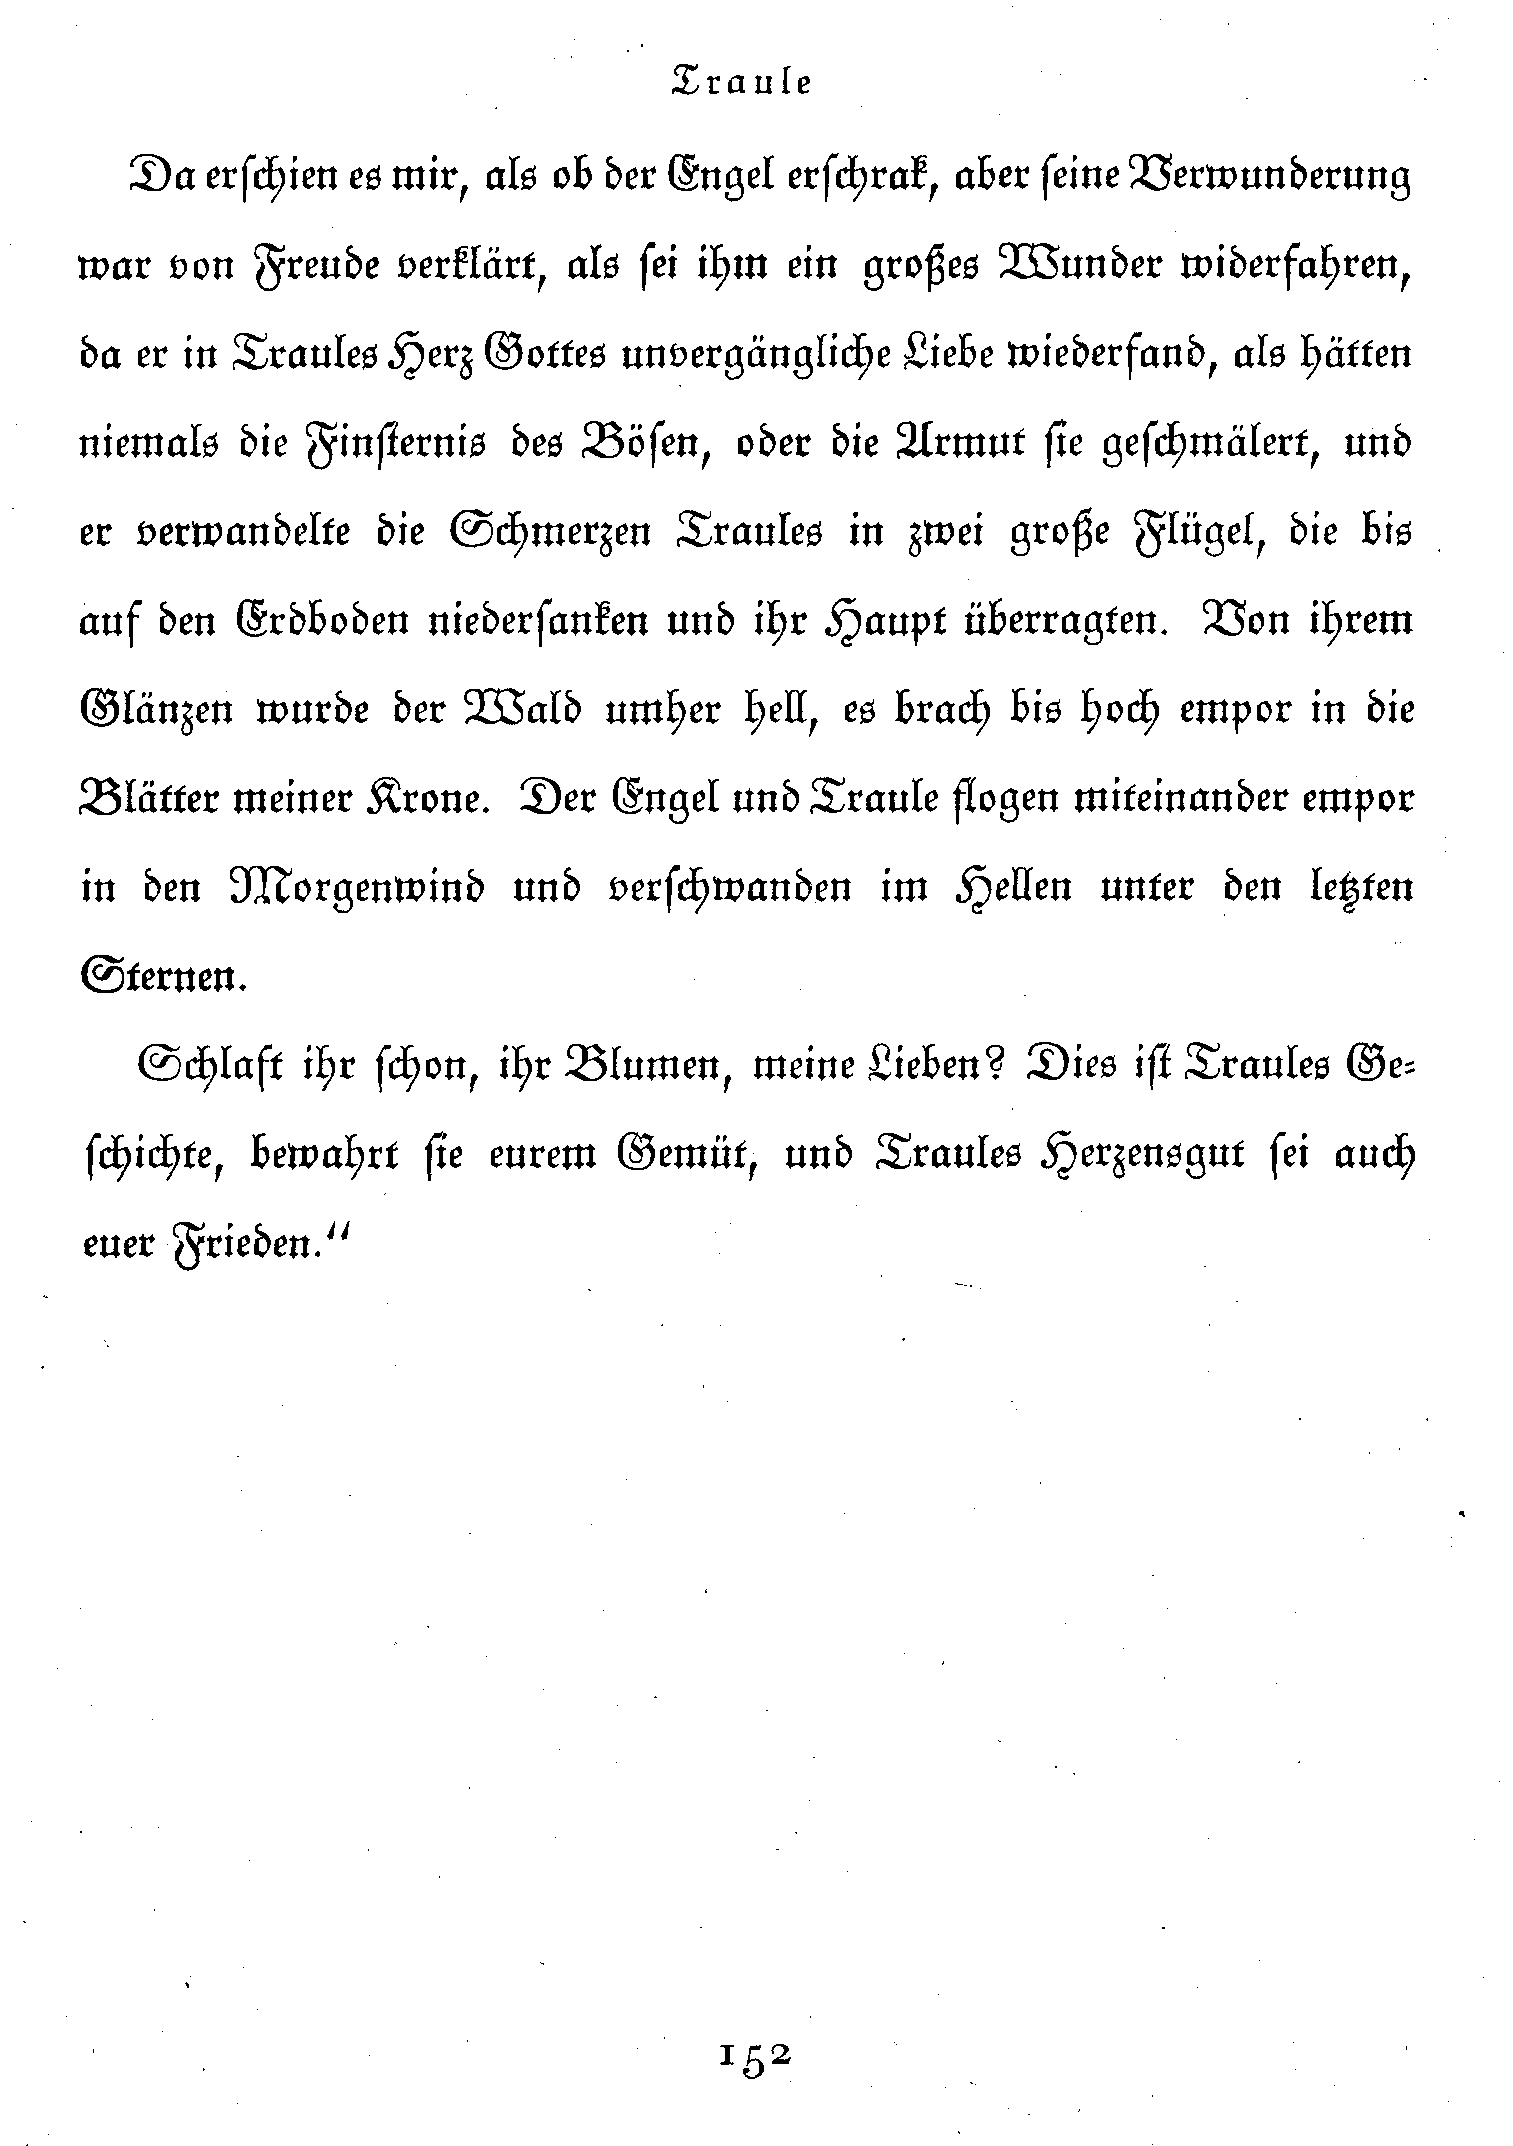 Traule
Da erschien es mir, als ob der Engel erschrak, aber seine Verwunderung
war von Freude verklärt, als sei ihm ein großes Wunder widerfahren,
da er in Traules Herz Gottes unvergängliche Liebe wiederfand, als hätten
niemals die Finsternis des Bösen, oder die Armut sie geschmälert, und
er verwandelte die Schmerzen Traules in zwei große Flügel, die bis
auf den Erdboden niedersanken und ihr Haupt überragten. Von ihrem
Glänzen wurde der Wald umher hell, es brach bis hoch empor in die
Blätter meiner Krone. Der Engel und Traule flogen miteinander empor
in den Morgenwind und verschwanden im Hellen unter den letzten
Sternen.
Schlaft ihr schon, ihr Blumen, meine Lieben? Dies ist Traules Ge-
schichte, bewahrt sie eurem Gemüt, und Traules Herzensgut sei auch
euer Frieden.“
152